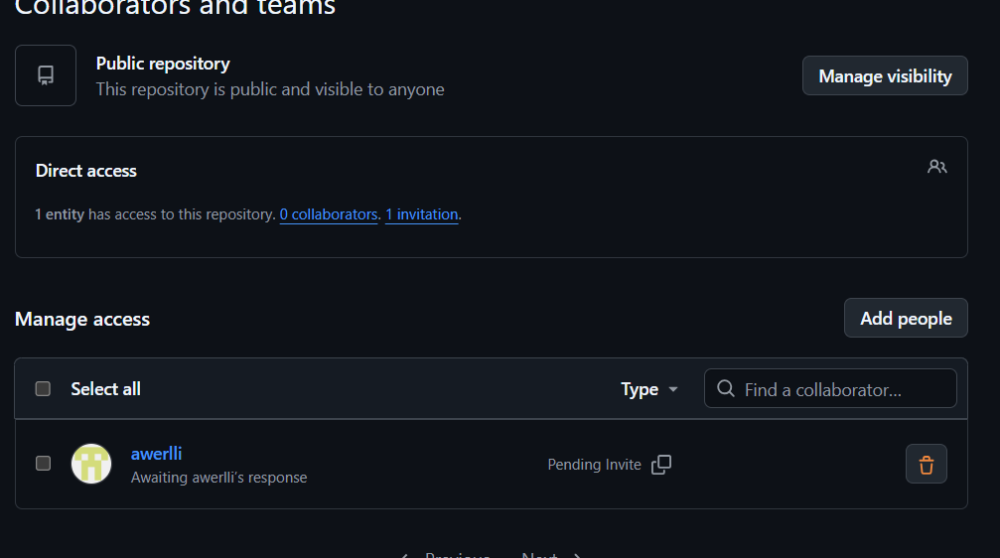 Collaborators and teams
Public repository
This repository is public and visible to anyone
Manage visibility
Direct access
1 entity has access to this repository. 0 collaborators. 1 invitation.
Manage access
Add people
Select all
Type
Find a collaborator...
awerlli
Awaiting awerlli's response
Pending Invite
Previous
Next